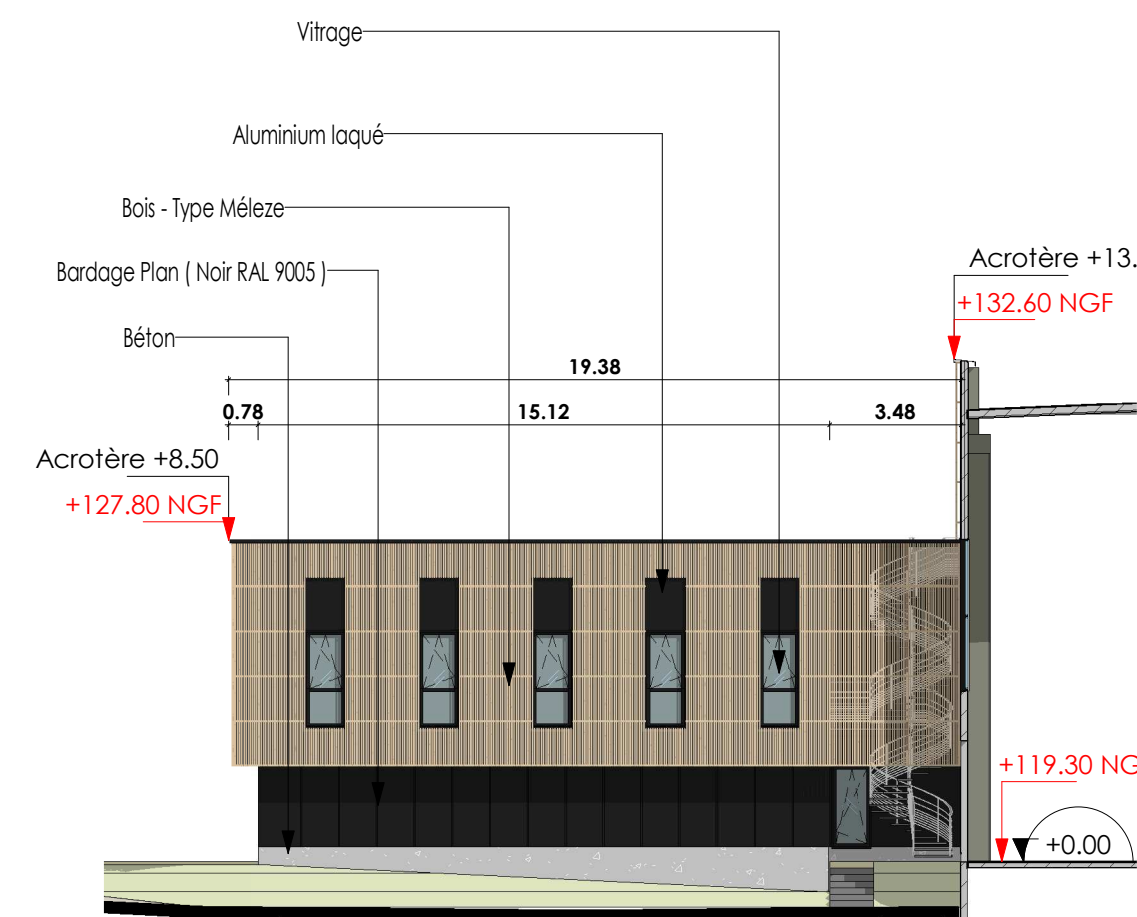 Vitrage
Aluminium laqué
Bois - Type Méleze
Bardage Plan ( Noir RAL 9005 )
Béton
Acrotère +13.
+132.60 NGF
19.38
0.78 15.12 3.48
Acrotère +8.50
+127.80 NGF
+119.30 NG
+0.00